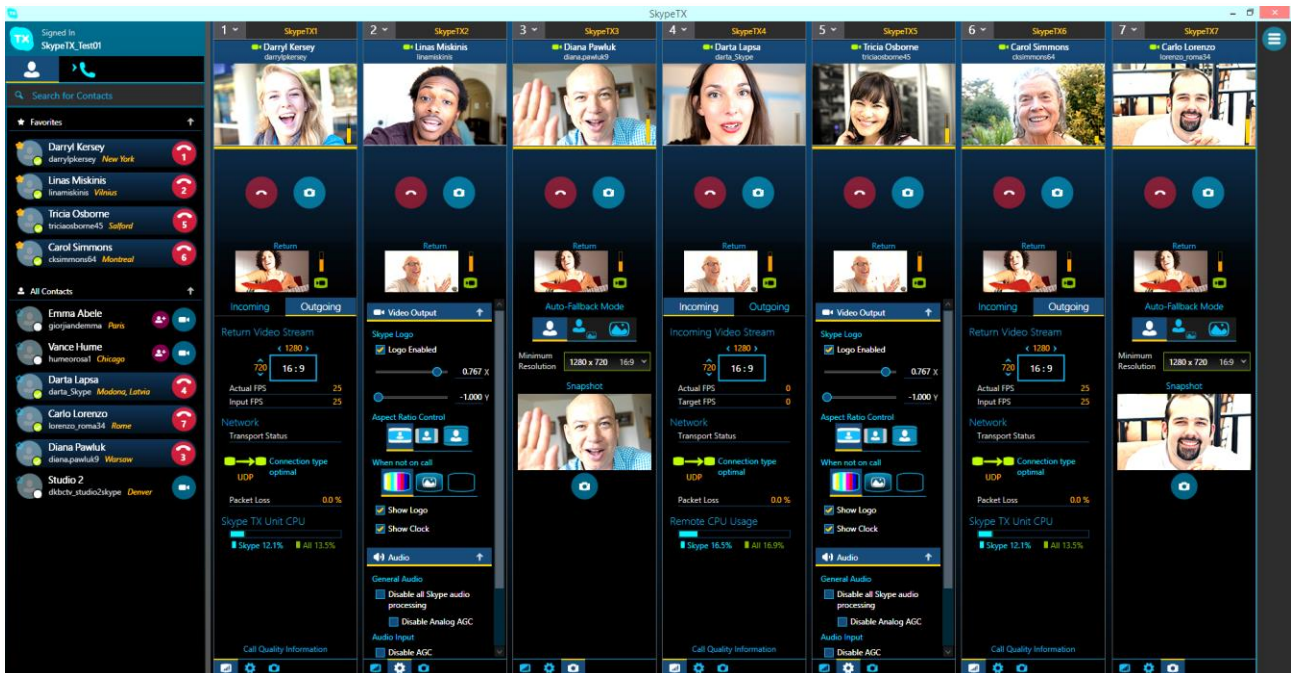 SkypeTX
TX
Signed In
SkypeTX_Test01
Search for Contacts
Favorites
Darryl Kersey
darrylpkersey New York
1
Linas Miskinis
linamiskinis Vilnius
2
Tricia Osborne
triciaosborne45 Salford
5
Carol Simmons
cksimmons64 Montreal
6
All Contacts
Emma Abele
giorjiandemma Paris
Vance Hume
humeorosa1 Chicago
Darta Lapsa
darta_Skype Modona, Latvia
4
Carlo Lorenzo
lorenzo_roma34 Rome
7
Diana Pawluk
diana.pawluk9 Warsaw
3
Studio 2
dkbctv_studio2skype Denver
1 SkypeTX1
Darryl Kersey
darrylpkersey
Return
Incoming Outgoing
Return Video Stream
1280
720 16 : 9
Actual FPS 25
Input FPS 25
Network
Transport Status
Connection type
optimal
UDP
Packet Loss 0.0 %
Skype TX Unit CPU
Skype 12.1% All 13.5%
Call Quality Information
2 SkypeTX2
Linas Miskinis
linamiskinis
Return
Video Output
Skype Logo
Logo Enabled
0.767 X
-1.000 Y
Aspect Ratio Control
When not on call
Show Logo
Show Clock
Audio
General Audio
Disable all Skype audio
processing
Disable Analog AGC
Audio Input
Disable AGC
3 SkypeTX3
Diana Pawluk
diana.pawluk9
Return
Auto-Fallback Mode
Minimum
Resolution 1280 x 720 16:9
Snapshot
4 SkypeTX4
Darta Lapsa
darta_Skype
Return
Incoming Outgoing
Incoming Video Stream
1280
720 16 : 9
Actual FPS 0
Target FPS 0
Network
Transport Status
Connection type
optimal
UDP
Packet Loss 0.0 %
Remote CPU Usage
Skype 16.5% All 16.9%
Call Quality Information
5 SkypeTX5
Tricia Osborne
triciaosborne45
Return
Video Output
Skype Logo
Logo Enabled
0.767 X
-1.000 Y
Aspect Ratio Control
When not on call
Show Logo
Show Clock
Audio
General Audio
Disable all Skype audio
processing
Disable Analog AGC
Audio Input
Disable AGC
6 SkypeTX6
Carol Simmons
cksimmons64
Return
Incoming Outgoing
Return Video Stream
1280
720 16 : 9
Actual FPS 25
Input FPS 25
Network
Transport Status
Connection type
optimal
UDP
Packet Loss 0.0 %
Skype TX Unit CPU
Skype 12.1% All 13.5%
Call Quality Information
7 SkypeTX7
Carlo Lorenzo
lorenzo_roma34
Return
Auto-Fallback Mode
Minimum
Resolution 1280 x 720 16:9
Snapshot